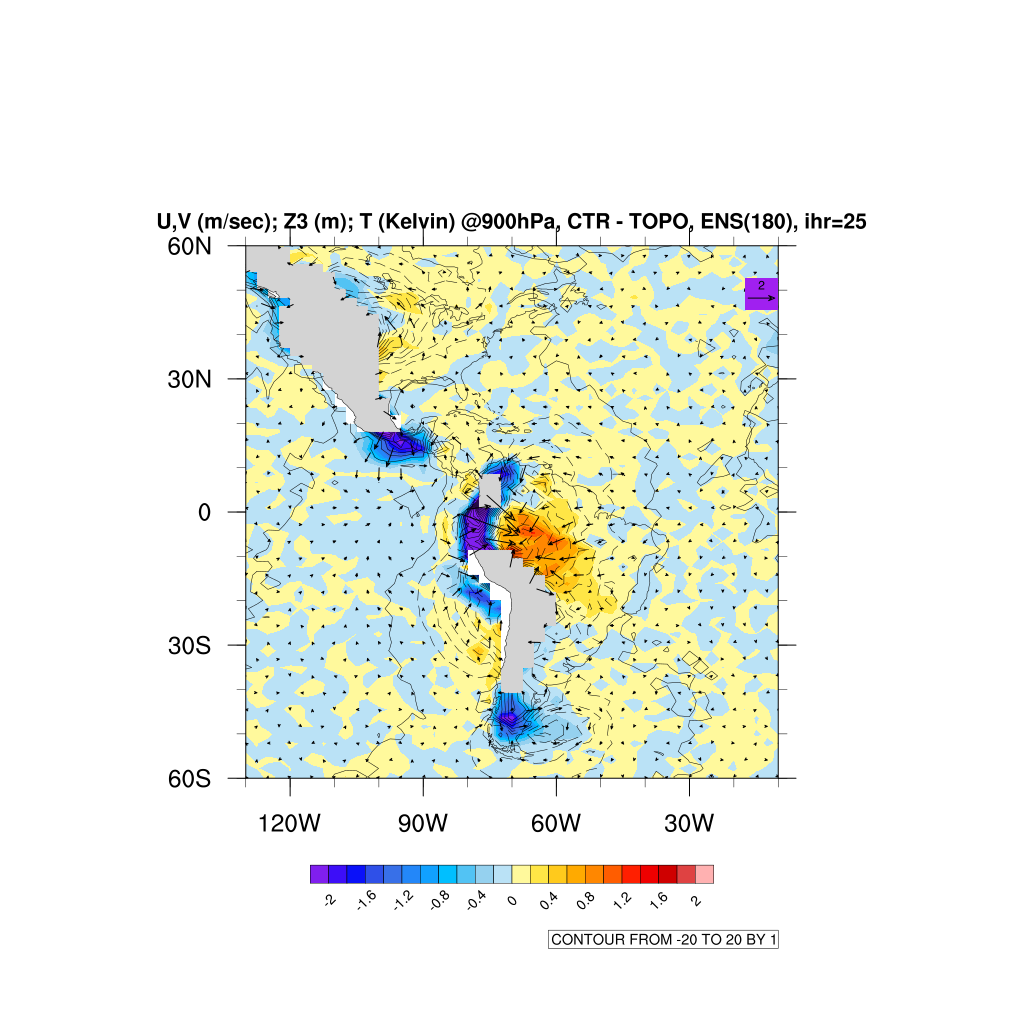 U,V (m/sec); Z3 (m); T (Kelvin) @900hPa, CTR - TOPO, ENS(180), ihr=25
60N
2
30N
0
30S
60S
120W 90W 60W 30W
-2 -1.6 -1.2 -0.8 -0.4 0 0.4 0.8 1.2 1.6 2
CONTOUR FROM -20 TO 20 BY 1